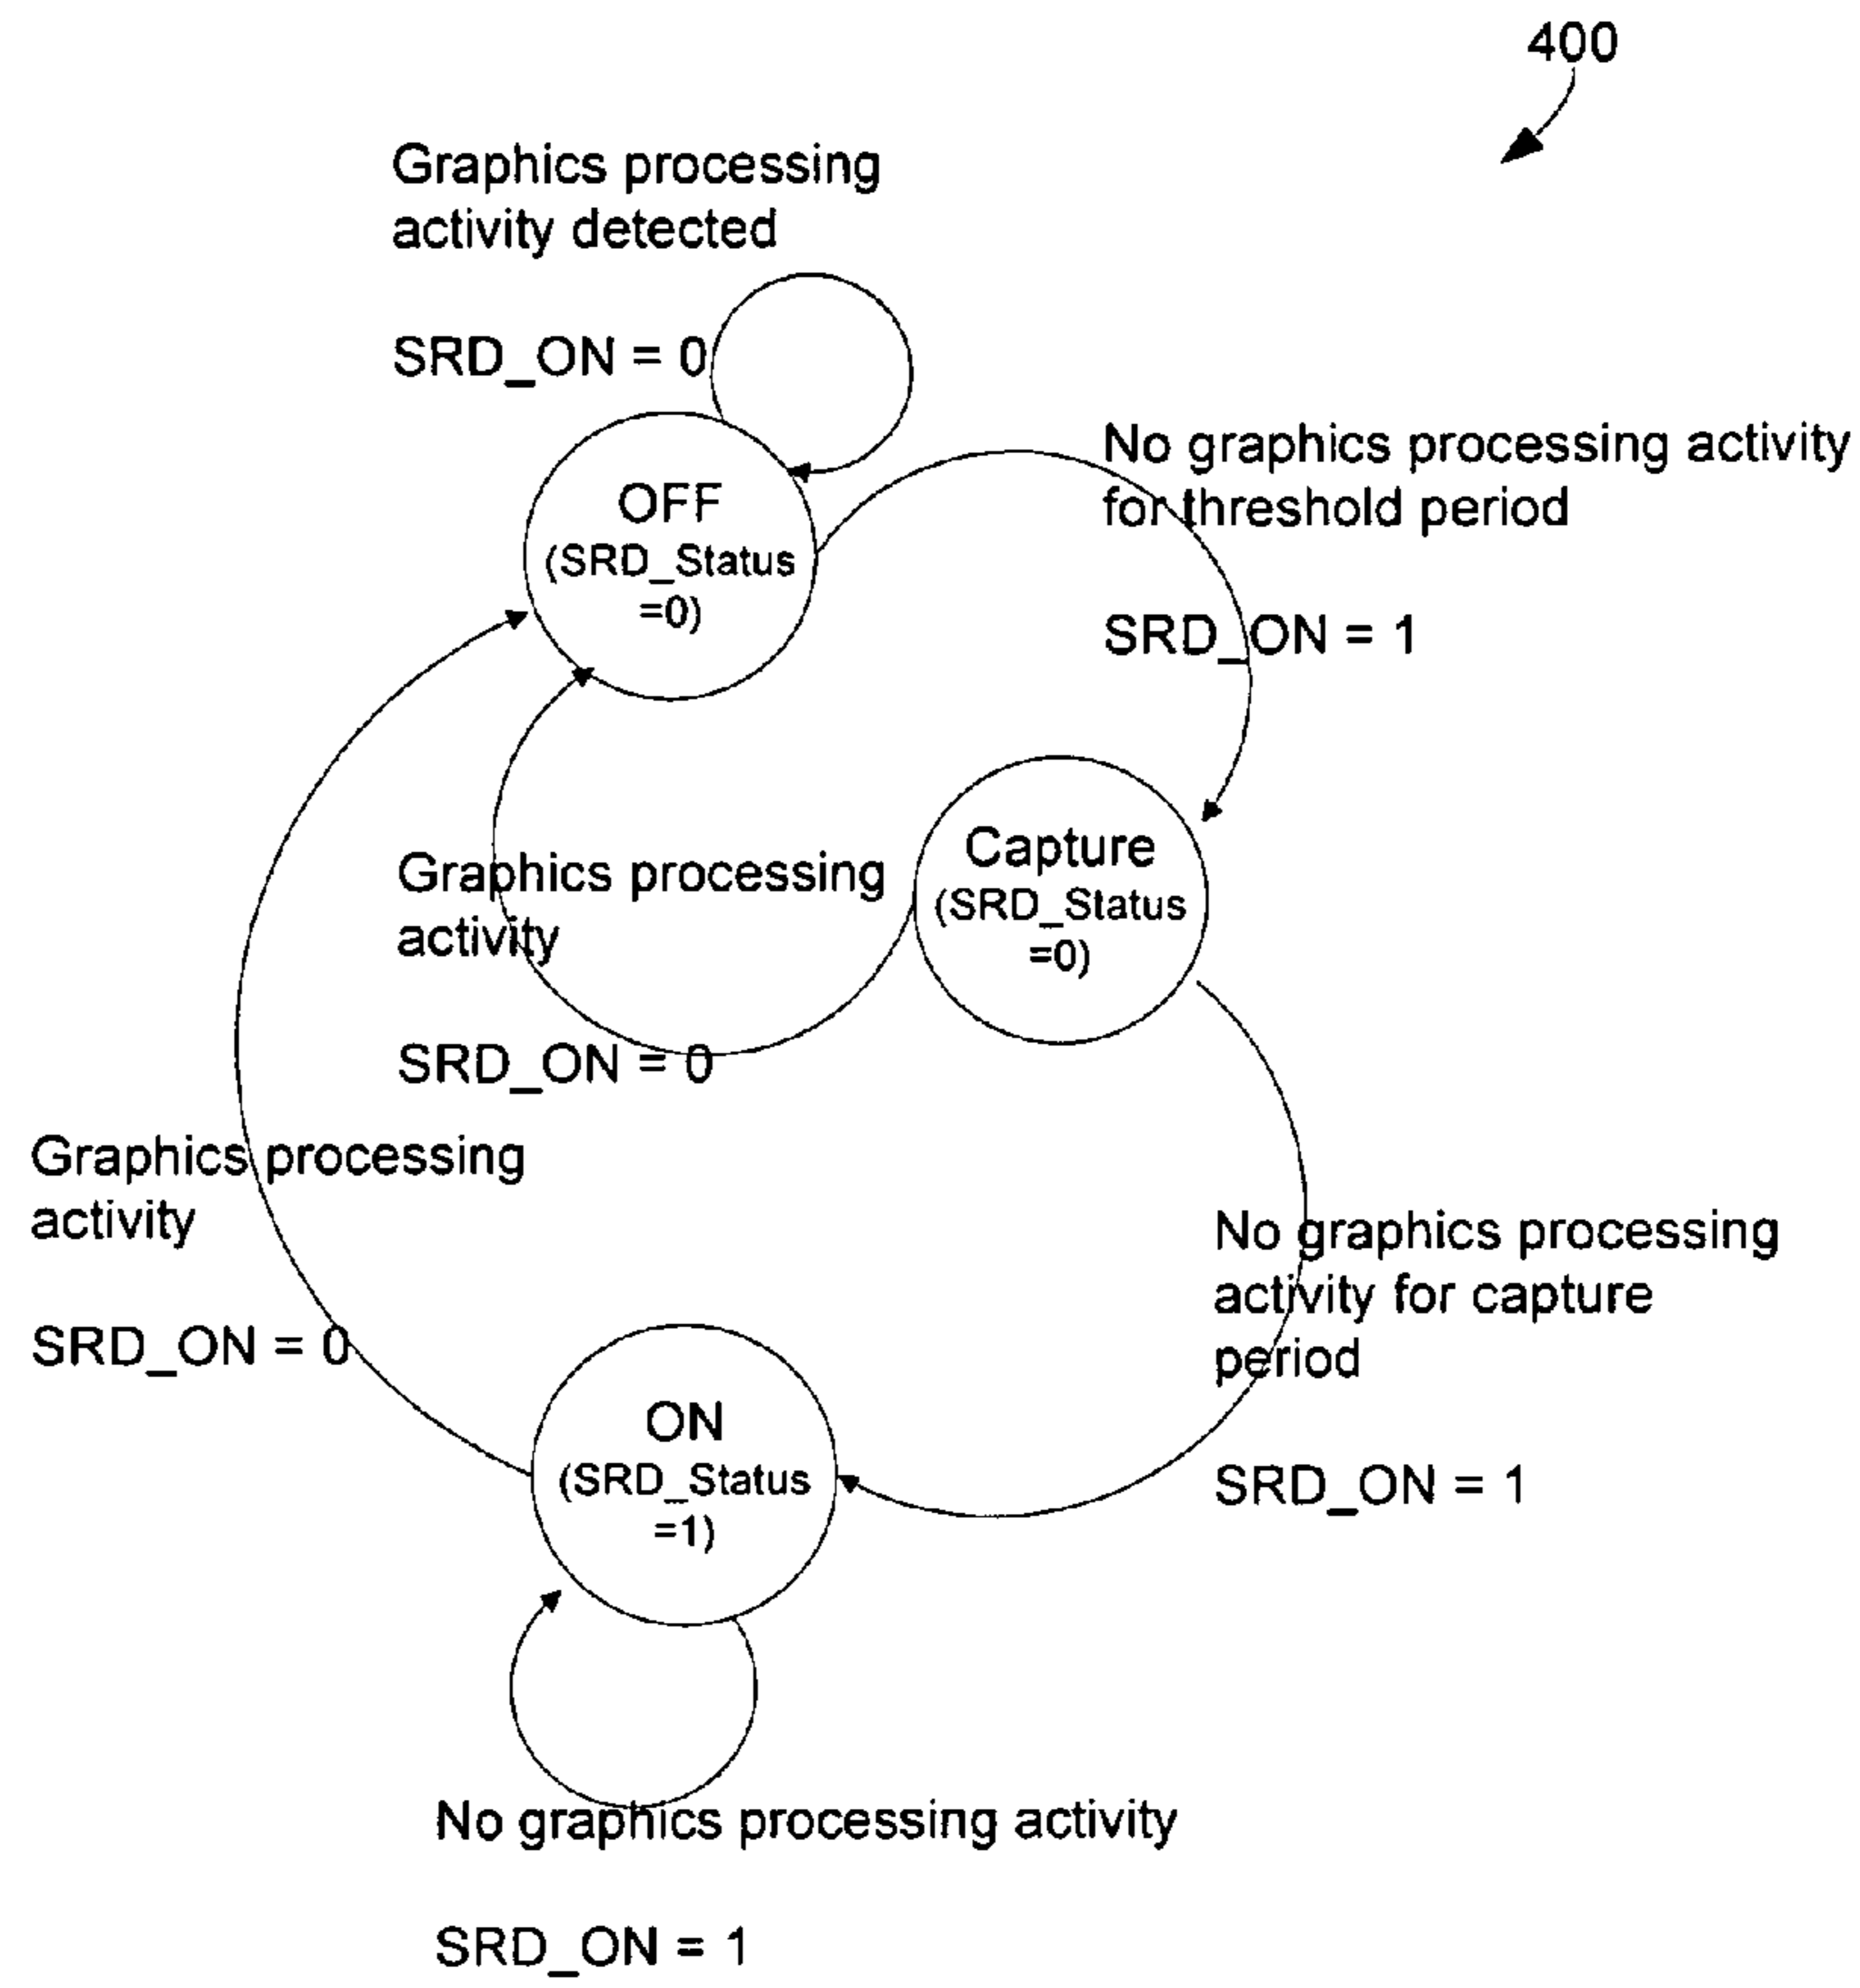 400
Graphics processing
activity detected
SRD_ON = 0
No graphics processing activity
for threshold period
SRD_ON = 1
OFF
(SRD_Status
=0)
Capture
(SRD_Status
=0)
Graphics processing
activity
SRD_ON = 0
Graphics processing
activity
SRD_ON = 0
No graphics processing
activity for capture
period
SRD_ON = 1
ON
(SRD_Status
=1)
No graphics processing activity
SRD_ON = 1